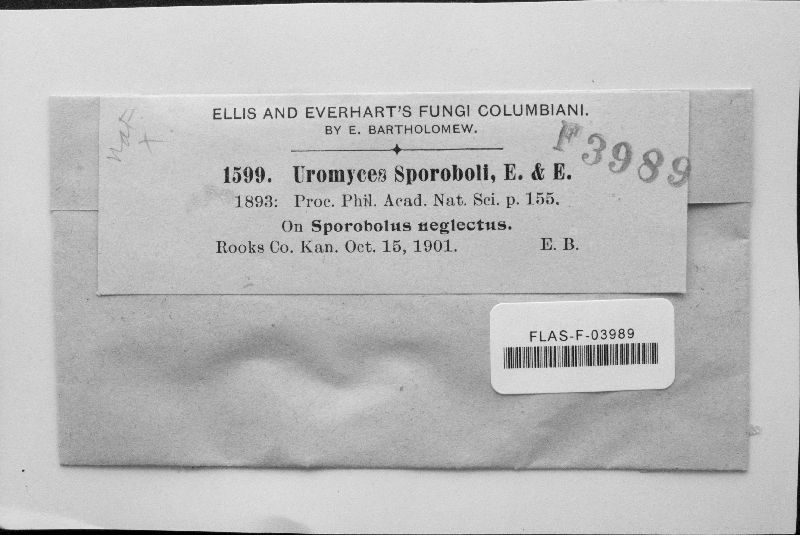 ELLIS AND EVERHART'S FUNGI COLUMBIANI.
BY E. BARTHOLOMEW.
F3989
1599. Uromyces Sporoboli, E. & E.
1893: Proc. Phil. Acad. Nat. Sci. p. 155.
On Sporobolus neglectus.
Rooks Co. Kan. Oct. 15, 1901. E. B.
FLAS-F-03989